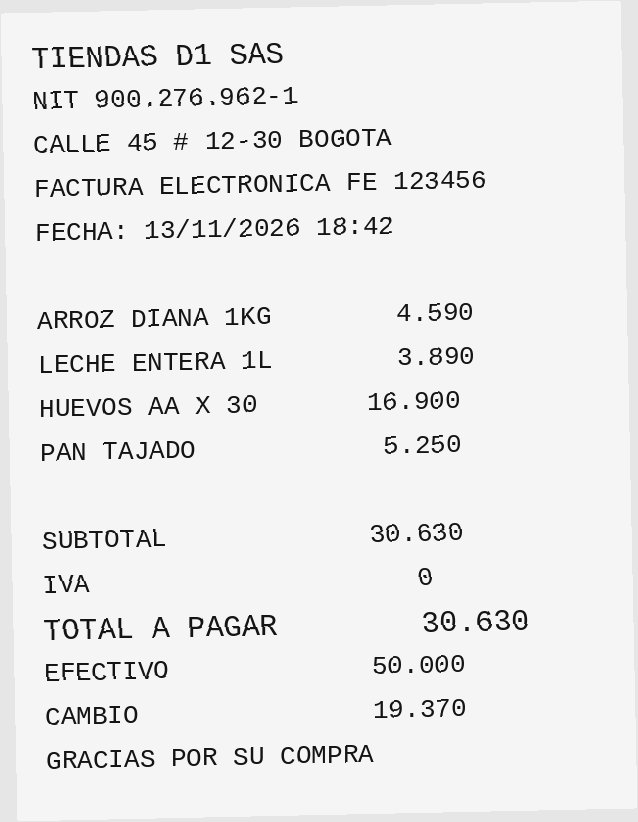 TIENDAS D1 SAS
NIT 900.276.962-1
CALLE 45 # 12-30 BOGOTA
FACTURA ELECTRONICA FE 123456
FECHA: 13/11/2026 18:42
ARROZ DIANA 1KG 4.590
LECHE ENTERA 1L 3.890
HUEVOS AA X 30 16.900
PAN TAJADO 5.250
SUBTOTAL 30.630
IVA 0
TOTAL A PAGAR 30.630
EFECTIVO 50.000
CAMBIO 19.370
GRACIAS POR SU COMPRA